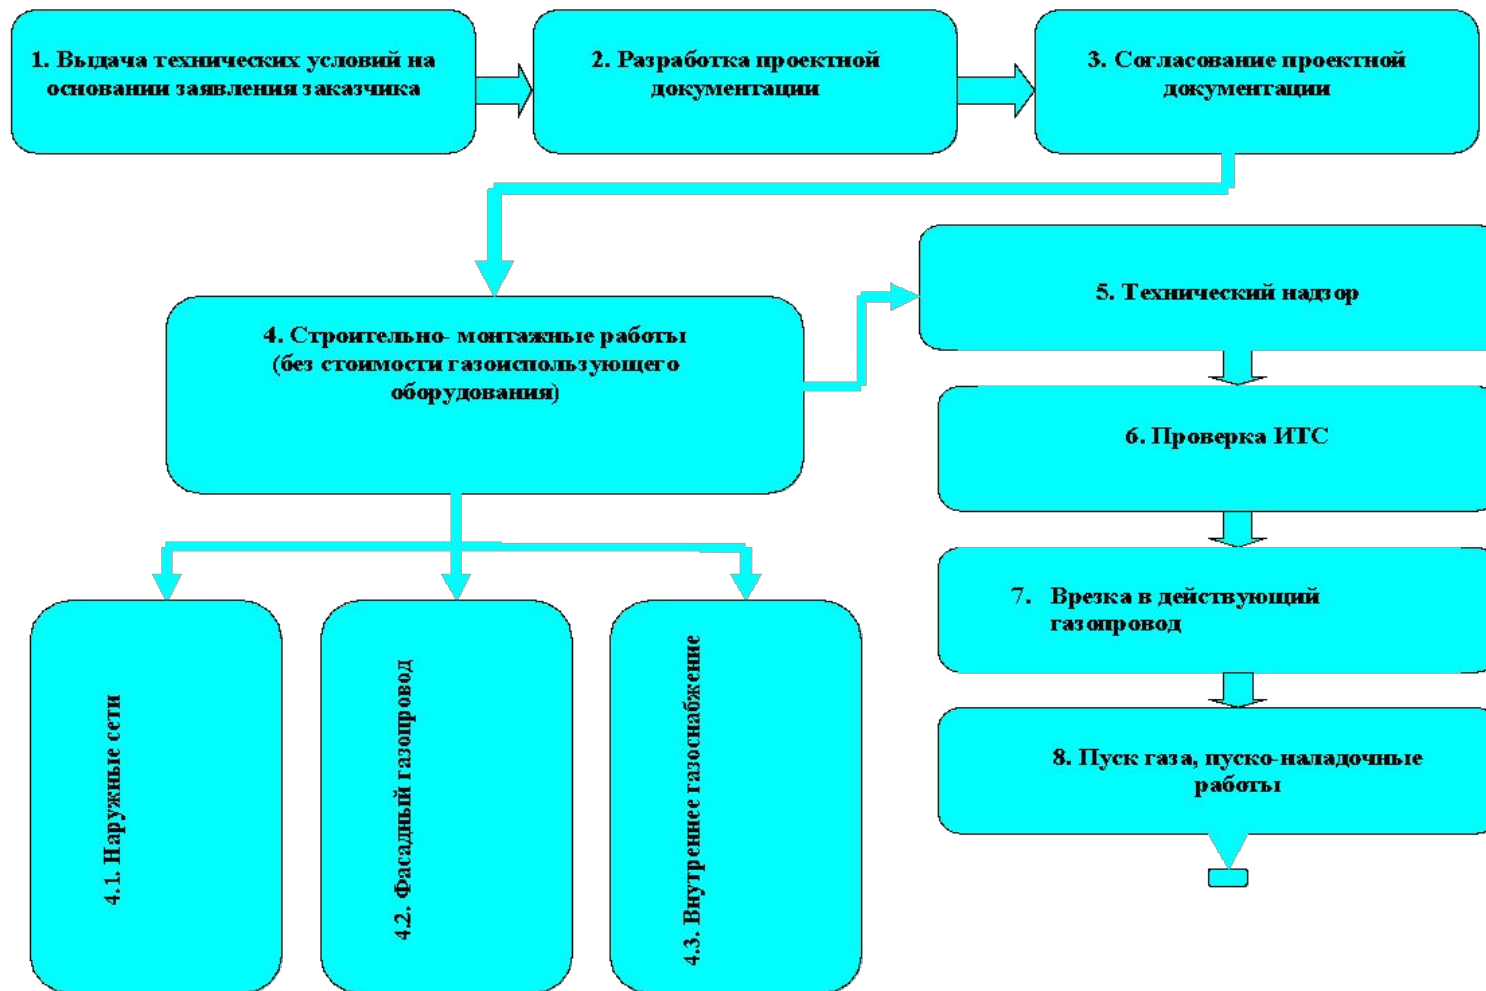 1. Выдача технических условий на
основании заявления заказчика
2. Разработка проектной
документации
3. Согласование проектной
документации
4. Строительно- монтажные работы
(без стоимости газоиспользующего
оборудования)
5. Технический надзор
6. Проверка ИТС
7. Врезка в действующий
газопровод
8. Пуск газа, пуско-наладочные
работы
4.1. Наружные сети
4.2. Фасадный газопровод
4.3. Внутреннее газоснабжение